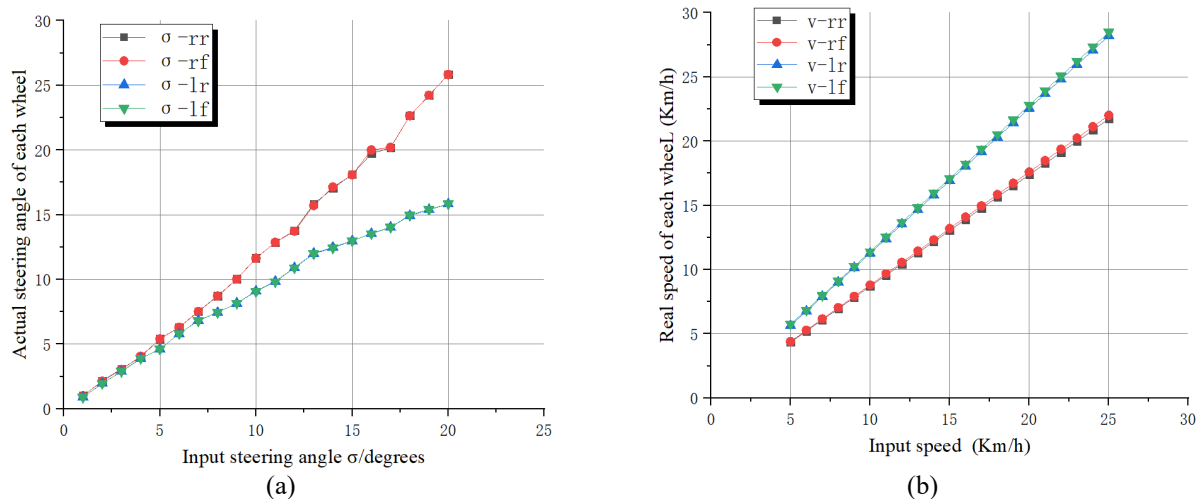 σ-rr
σ-rf
σ-lr
σ-lf
30
25
20
15
10
5
0
0 5 10 15 20 25
Actual steering angle of each wheel
Input steering angle σ/degrees
(a)
v-rr
v-rf
v-lr
v-lf
30
25
20
15
10
5
0
0 5 10 15 20 25 30
Real speed of each wheeL (Km/h)
Input speed (Km/h)
(b)